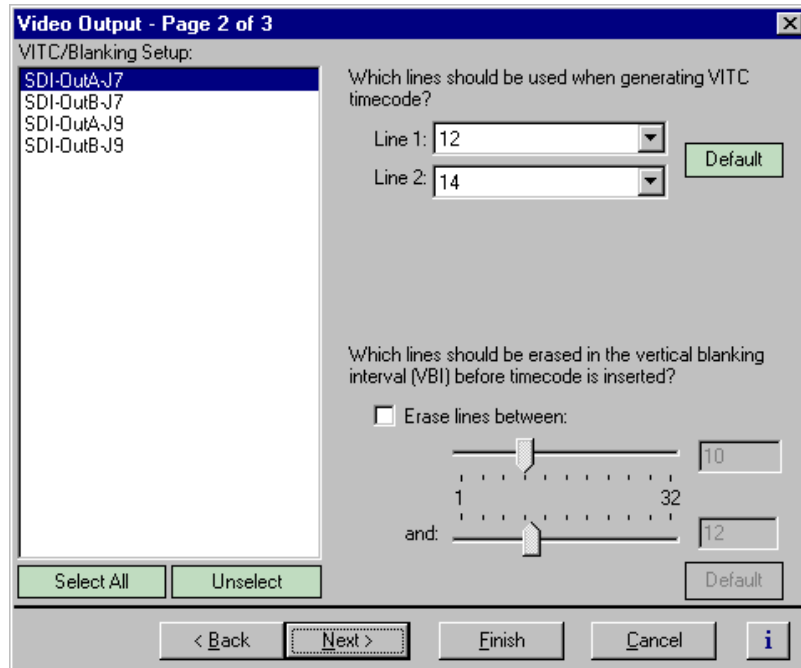 Video Output - Page 2 of 3
VITC/Blanking Setup:
SDI-OutA-J7
SDI-OutB-J7
SDI-OutA-J9
SDI-OutB-J9
Select All
Unselect
Which lines should be used when generating VITC
timecode?
Line 1: 12
Line 2: 14
Default
Which lines should be erased in the vertical blanking
interval (VBI) before timecode is inserted?
Erase lines between:
10
1 32
and: 12
Default
< Back
Next >
Finish
Cancel
i